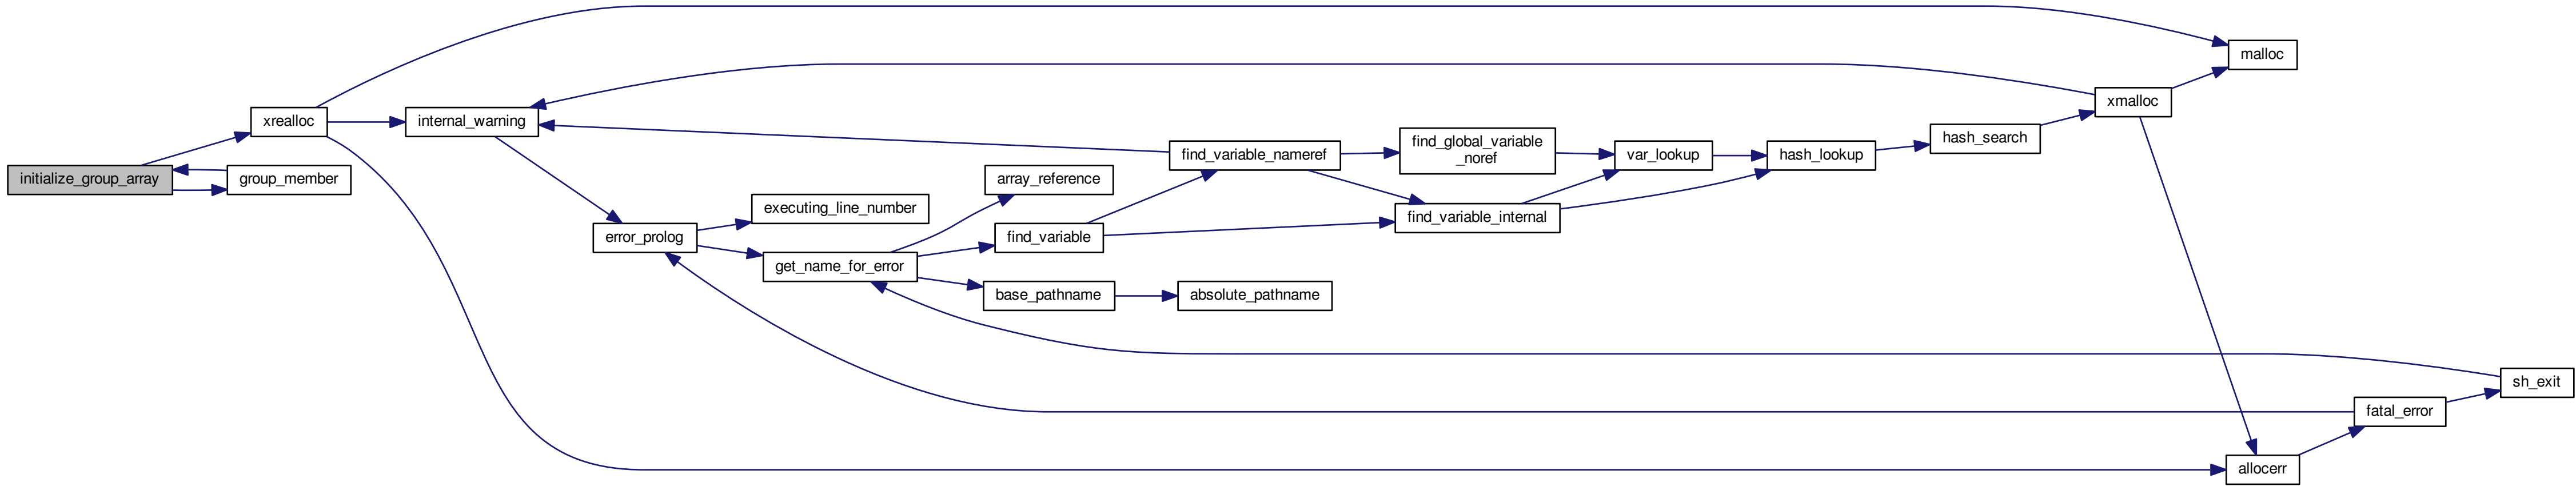 initialize_group_array
xrealloc
group_member
internal_warning
error_prolog
executing_line_number
get_name_for_error
array_reference
find_variable
base_pathname
absolute_pathname
find_variable_nameref
find_global_variable
_noref
find_variable_internal
var_lookup
hash_lookup
hash_search
xmalloc
malloc
allocerr
fatal_error
sh_exit